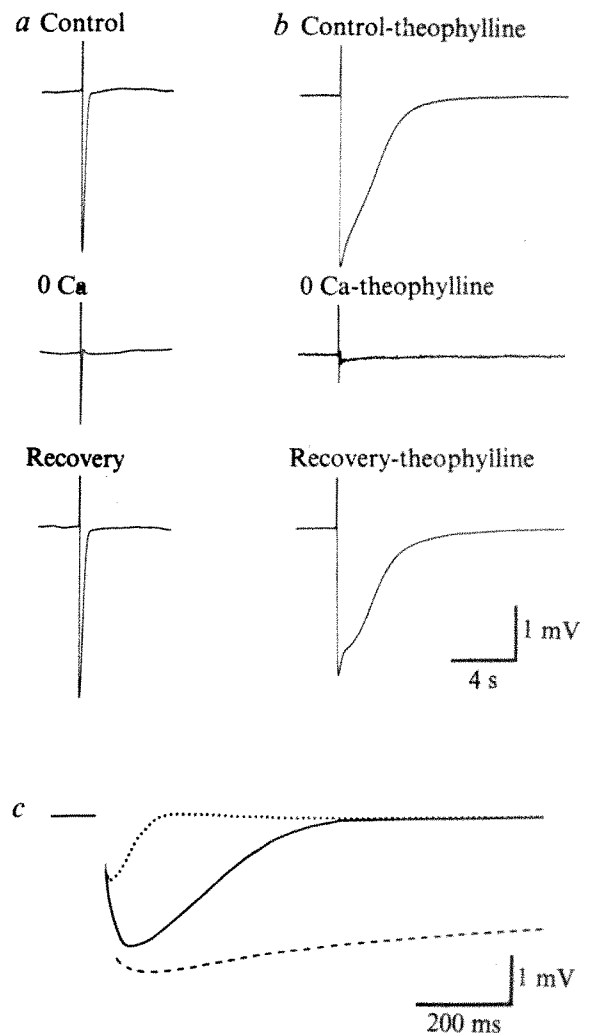 a Control
b Control-theophylline
0 Ca
0 Ca-theophylline
Recovery
Recovery-theophylline
1 mV
4 s
c
1 mV
200 ms